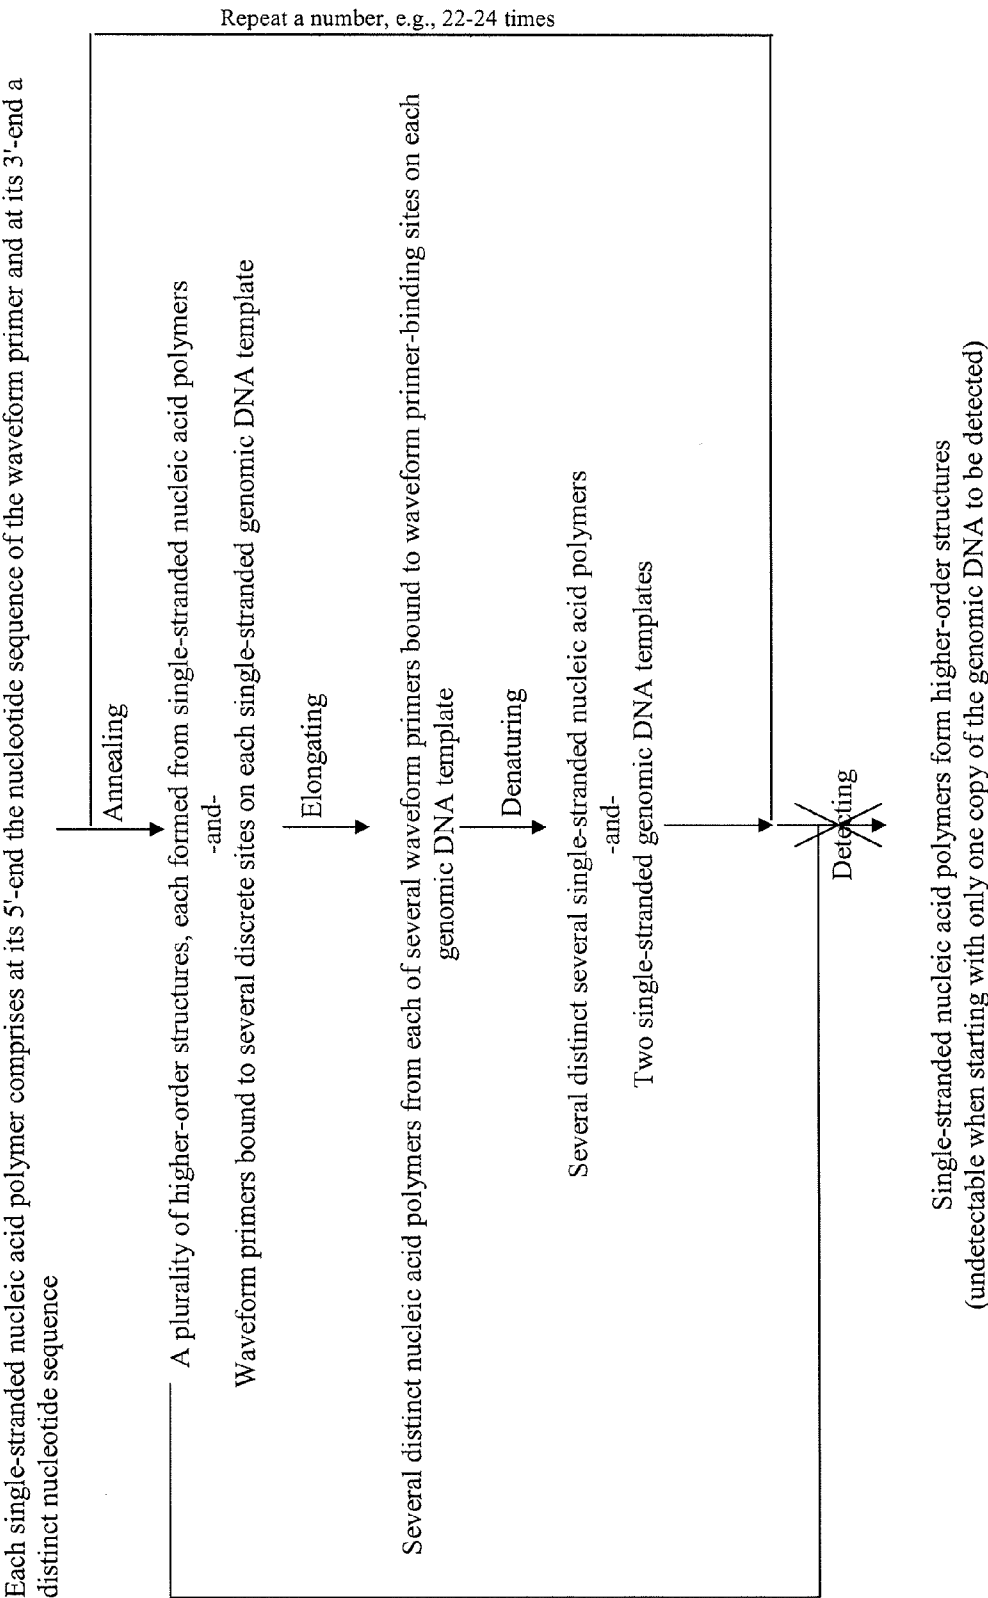 Repeat a number, e.g., 22-24 times
Each single-stranded nucleic acid polymer comprises at its 5'-end the nucleotide sequence of the waveform primer and at its 3'-end a
distinct nucleotide sequence
Annealing
A plurality of higher-order structures, each formed from single-stranded nucleic acid polymers
-and-
Waveform primers bound to several discrete sites on each single-stranded genomic DNA template
Elongating
Several distinct nucleic acid polymers from each of several waveform primers bound to waveform primer-binding sites on each
genomic DNA template
Denaturing
Several distinct several single-stranded nucleic acid polymers
-and-
Two single-stranded genomic DNA templates
Detecting
Single-stranded nucleic acid polymers form higher-order structures
(undetectable when starting with only one copy of the genomic DNA to be detected)